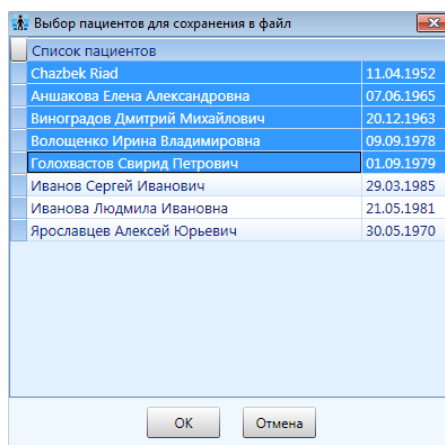 Выбор пациентов для сохранения в файл
Список пациентов
Chazbek Riad 11.04.1952
Аншакова Елена Александровна 07.06.1965
Виноградов Дмитрий Михайлович 20.12.1963
Волощенко Ирина Владимировна 09.09.1978
Голохвастов Свирид Петрович 01.09.1979
Иванов Сергей Иванович 29.03.1985
Иванова Людмила Ивановна 21.05.1981
Ярославцев Алексей Юрьевич 30.05.1970
ОК Отмена